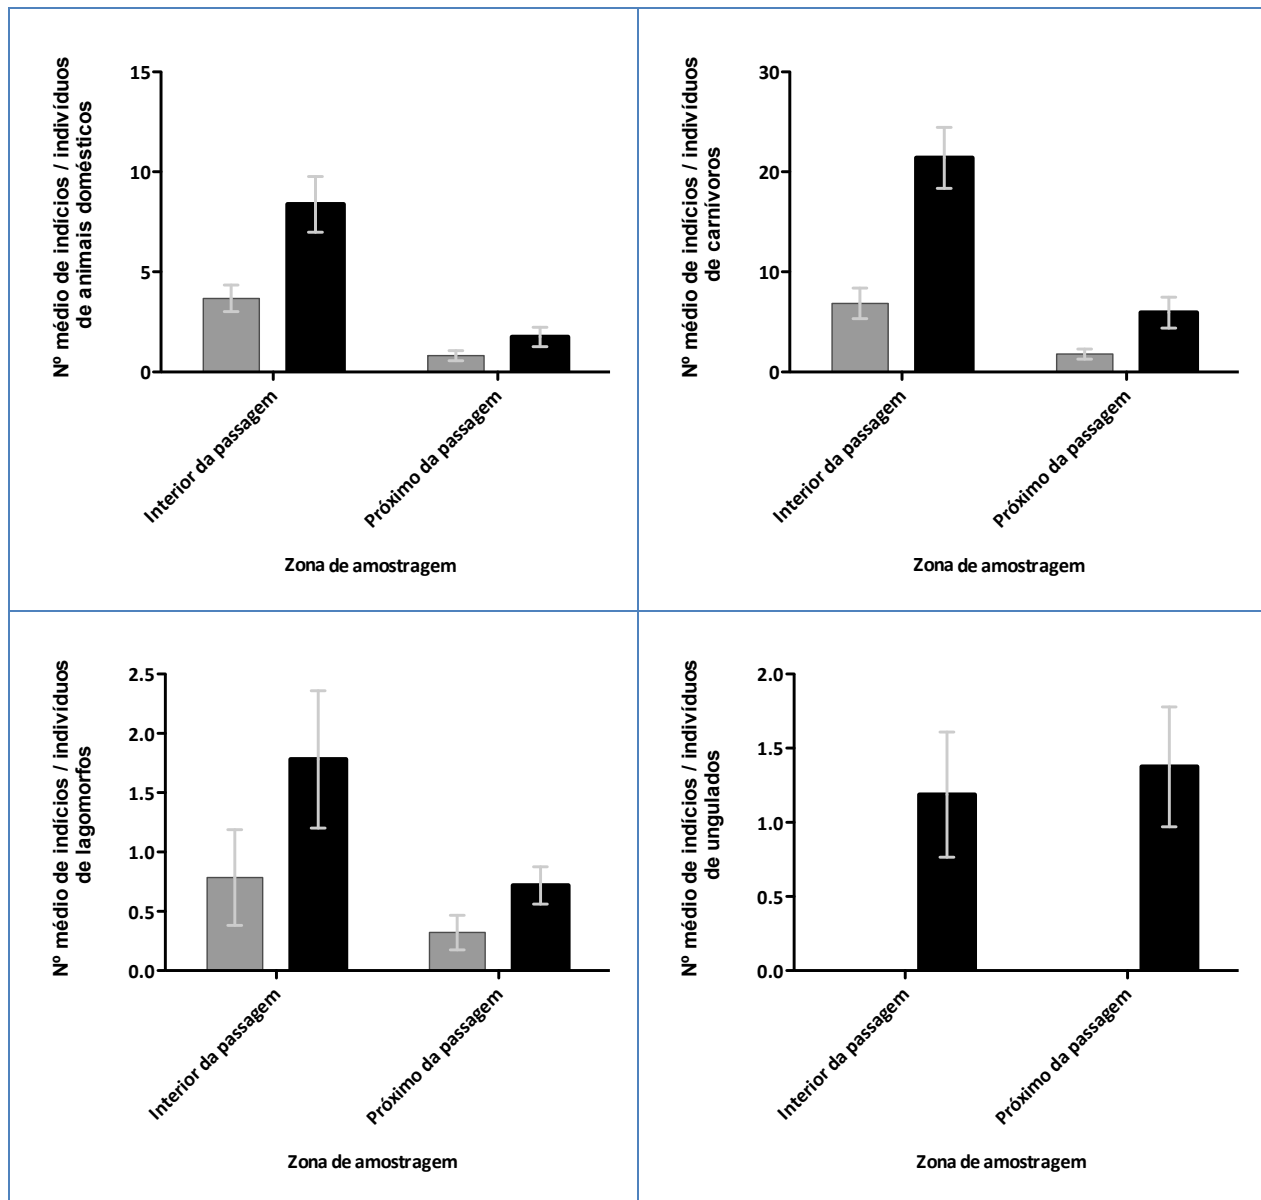 Nº médio de indícios / indivíduos
de animais domésticos
15
10
5
0
Interior da passagem
Próximo da passagem
Zona de amostragem
Nº médio de indícios / indivíduos
de carnívoros
30
20
10
0
Interior da passagem
Próximo da passagem
Zona de amostragem
Nº médio de indícios / indivíduos
de lagomorfos
2.5
2.0
1.5
1.0
0.5
0.0
Interior da passagem
Próximo da passagem
Zona de amostragem
Nº médio de indícios / indivíduos
de ungulados
2.0
1.5
1.0
0.5
0.0
Interior da passagem
Próximo da passagem
Zona de amostragem